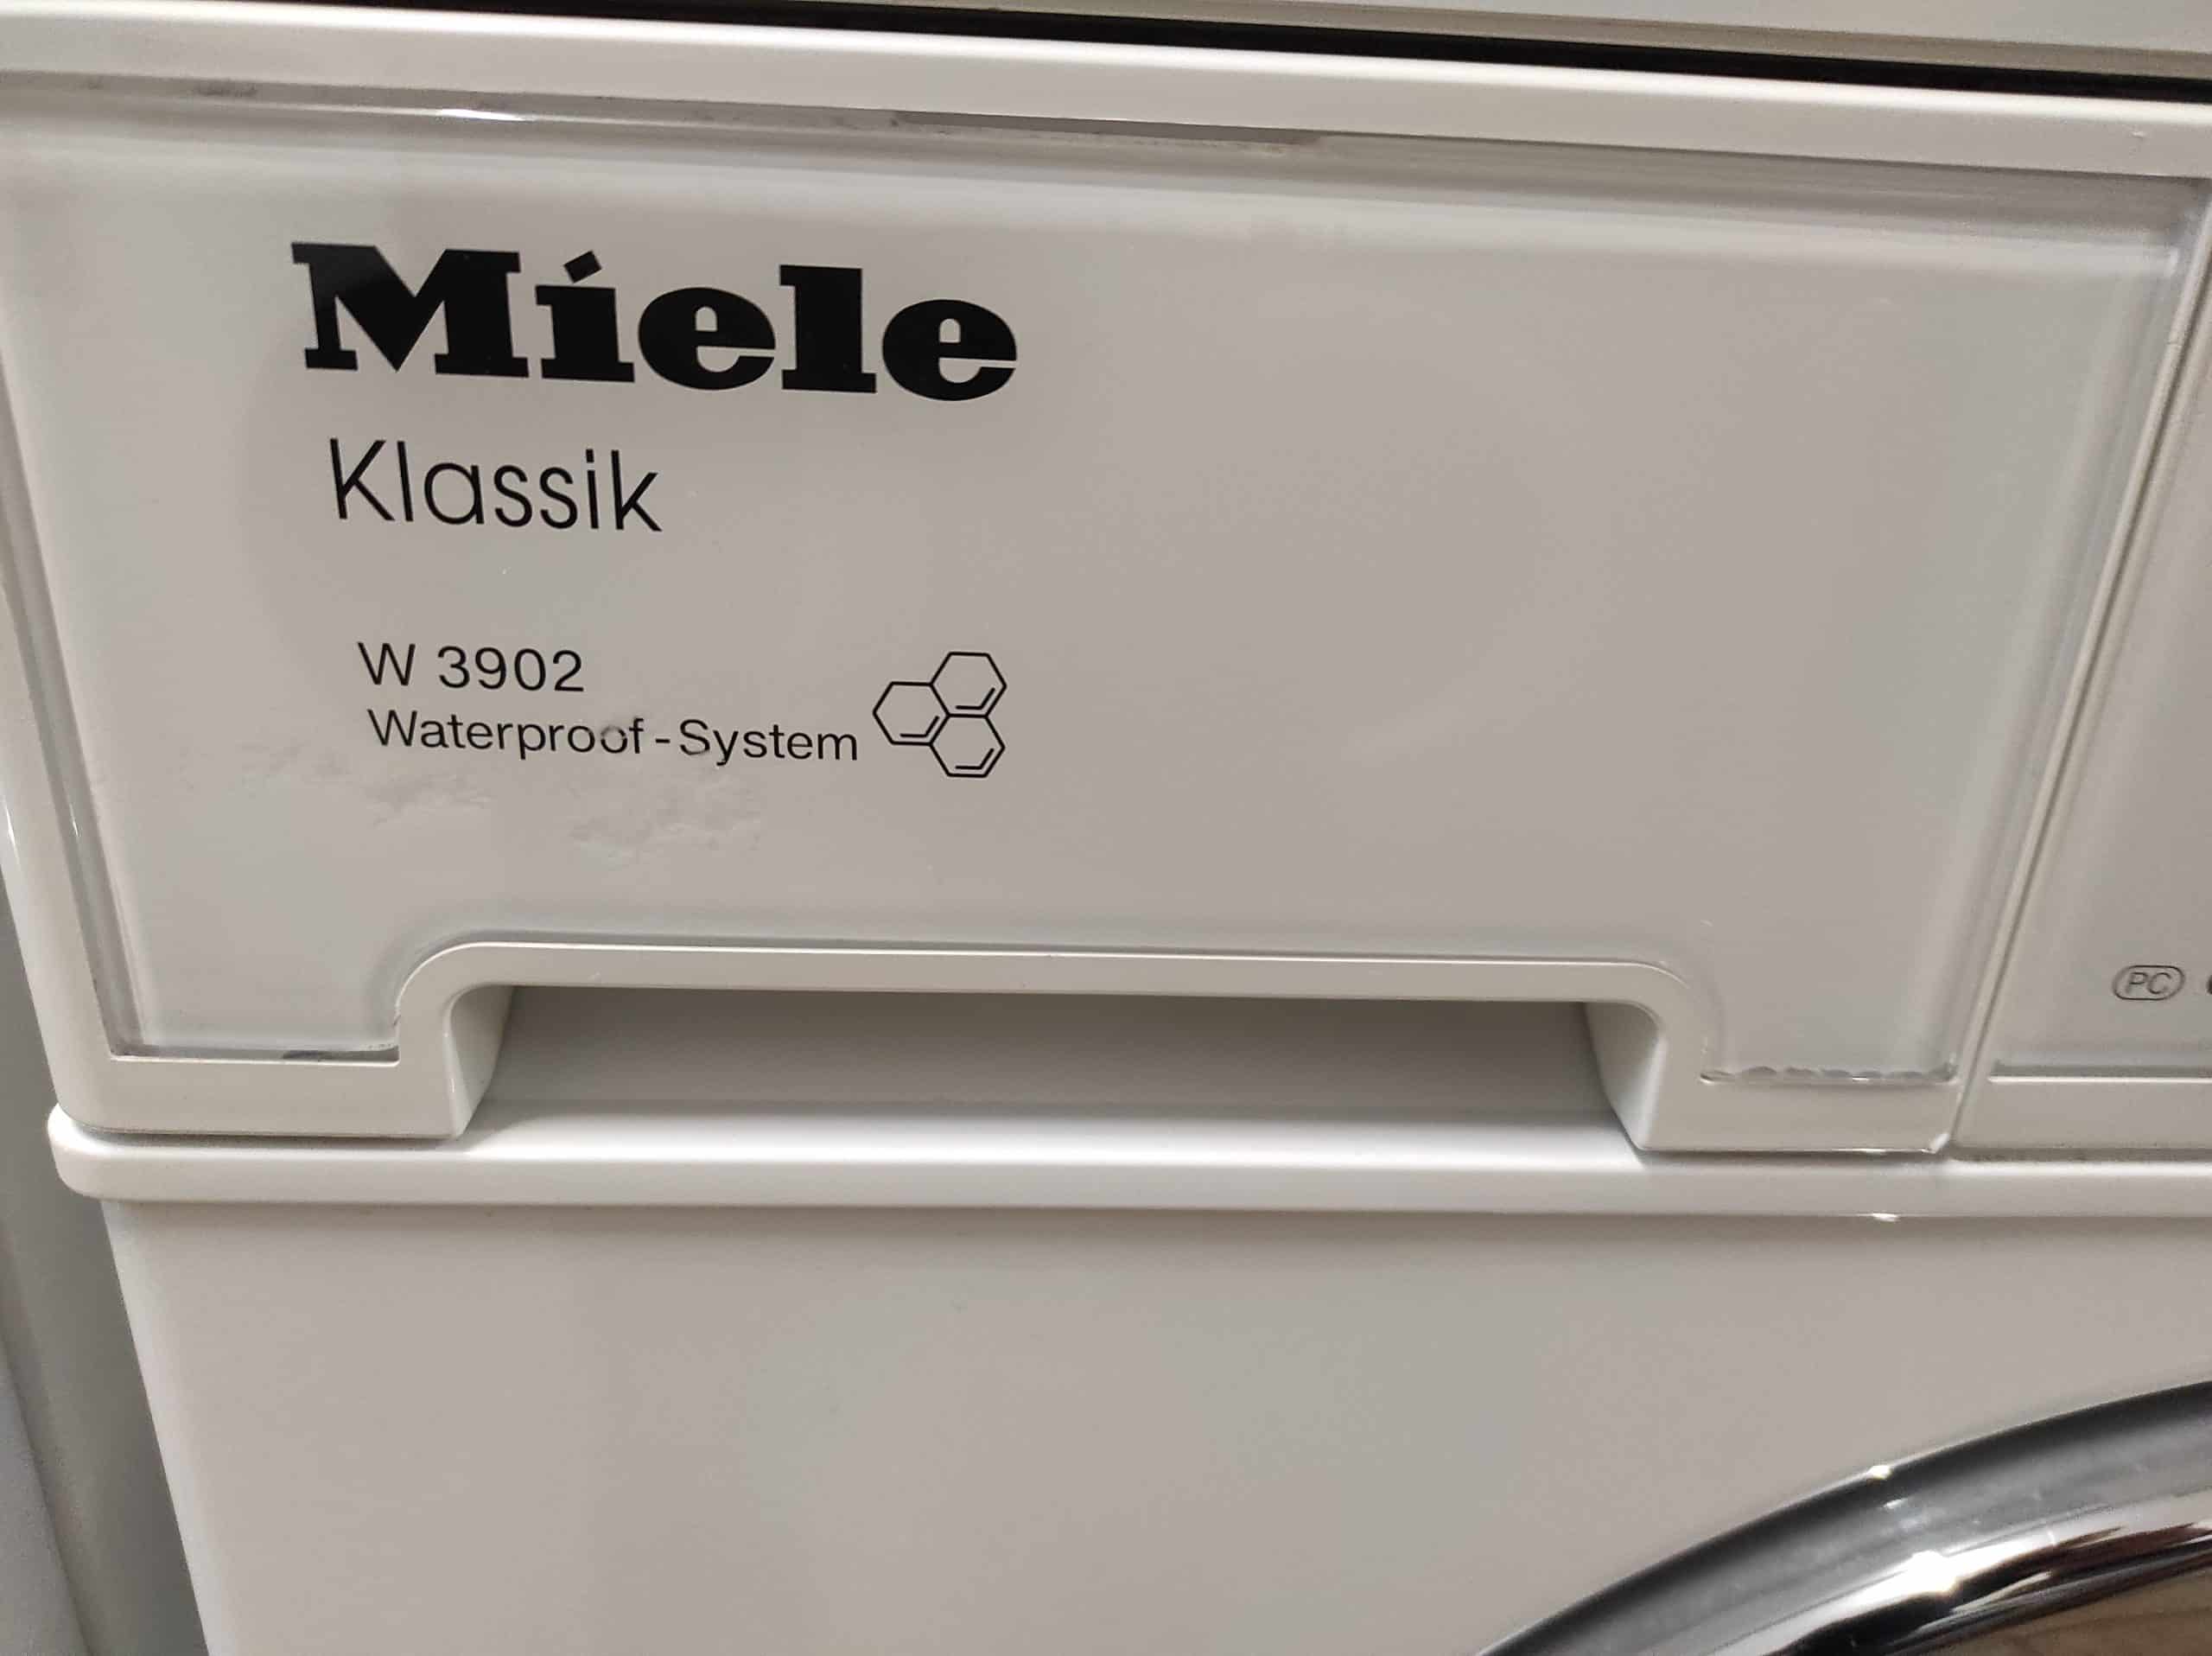 Miele
Klassik
W 3902
Waterproof-System
PC